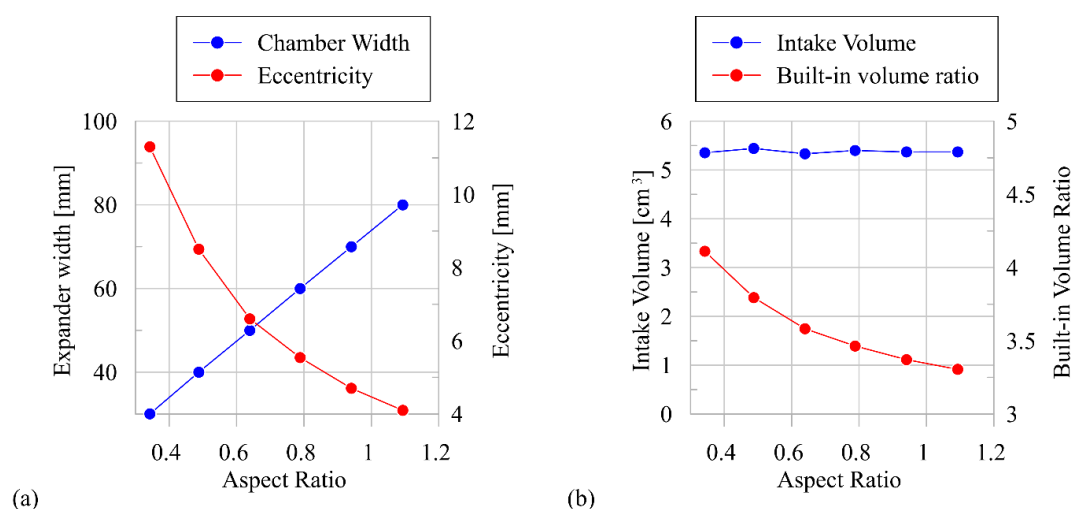 Chamber Width
Eccentricity
100
80
60
40
Expander width [mm]
12
10
8
6
4
Eccentricity [mm]
0.4 0.6 0.8 1 1.2
Aspect Ratio
(a)
Intake Volume
Built-in volume ratio
6
5
4
3
2
1
0
Intake Volume [cm³]
5
4.5
4
3.5
3
Built-in Volume Ratio
0.4 0.6 0.8 1 1.2
Aspect Ratio
(b)